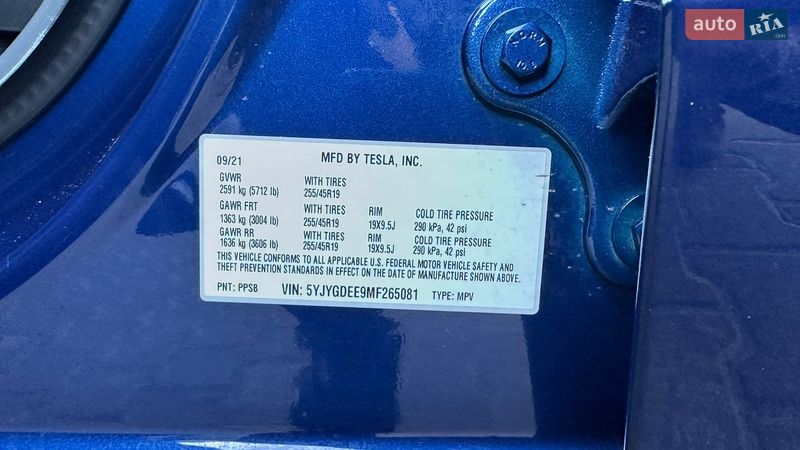 auto RIA .com
KORN
10.9
09/21 MFD BY TESLA, INC.
GVWR WITH TIRES
2591 kg (5712 lb) 255/45R19
GAWR FRT WITH TIRES RIM COLD TIRE PRESSURE
1363 kg (3004 lb) 255/45R19 19X9.5J 290 kPa, 42 psi
GAWR RR WITH TIRES RIM COLD TIRE PRESSURE
1636 kg (3606 lb) 255/45R19 19X9.5J 290 kPa, 42 psi
THIS VEHICLE CONFORMS TO ALL APPLICABLE U.S. FEDERAL MOTOR VEHICLE SAFETY AND
THEFT PREVENTION STANDARDS IN EFFECT ON THE DATE OF MANUFACTURE SHOWN ABOVE.
PNT: PPSB VIN: 5YJYGDEE9MF265081 TYPE: MPV